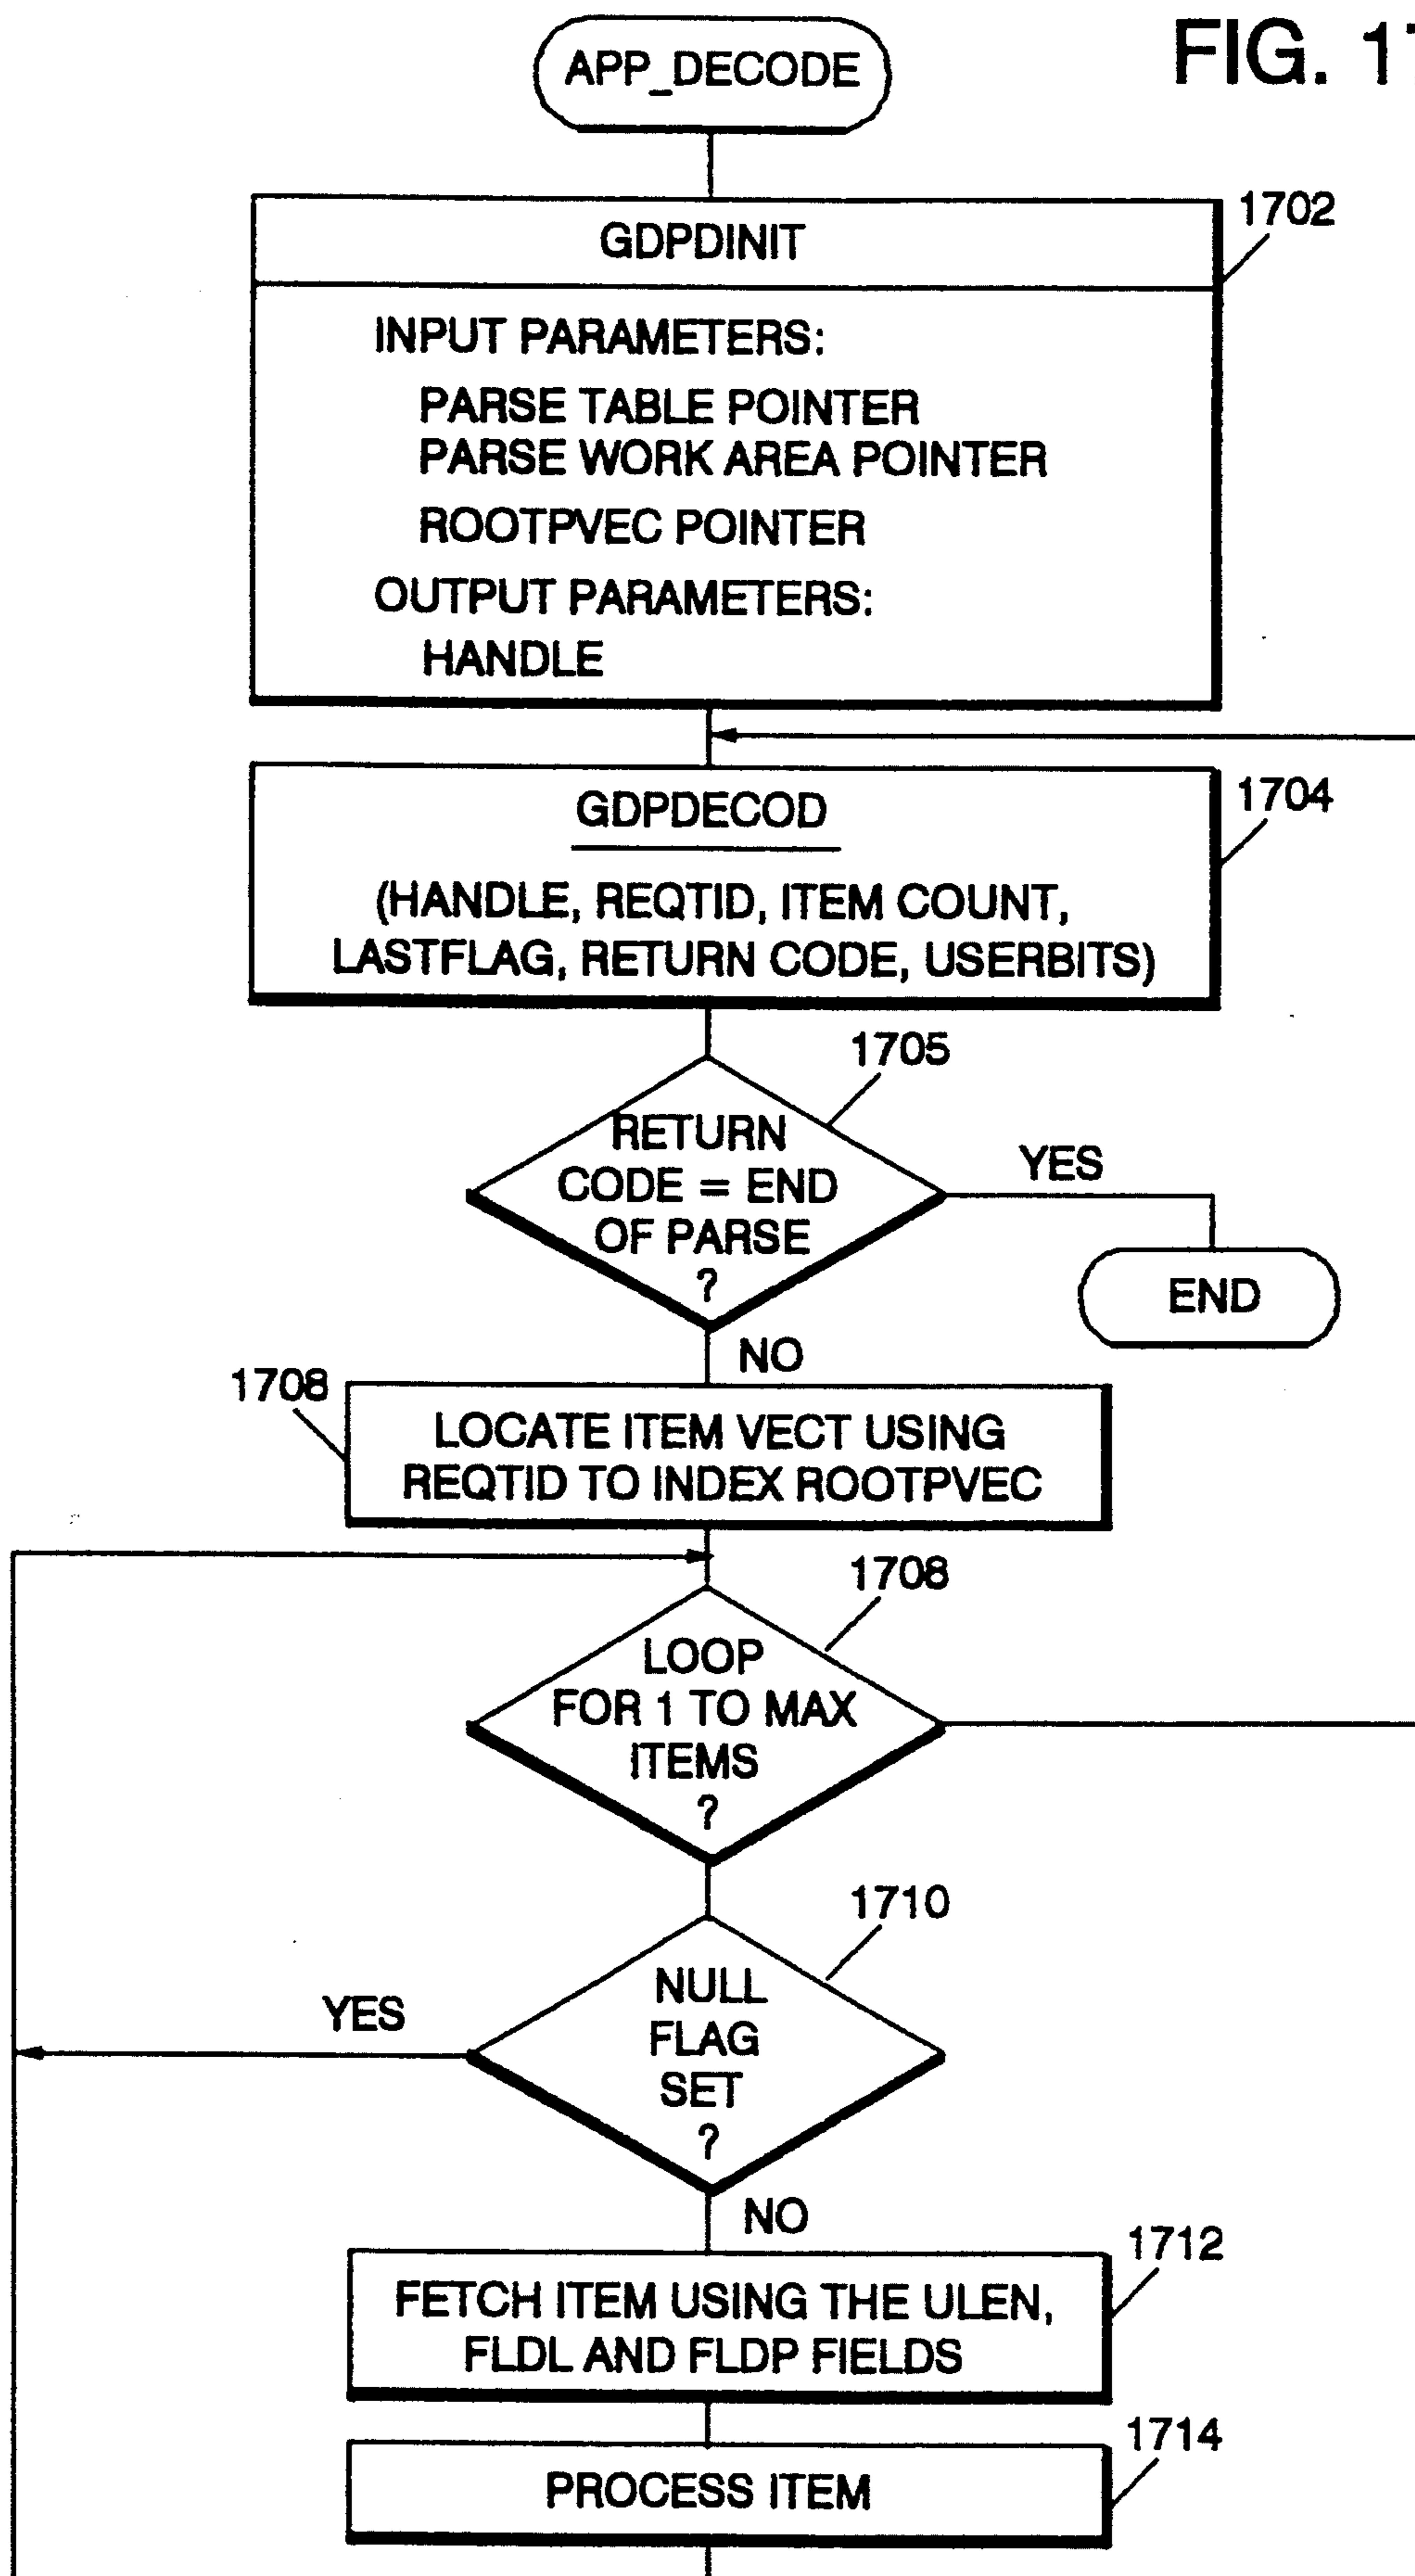 FIG. 17
APP_DECODE
1702
GDPDINIT
INPUT PARAMETERS:
PARSE TABLE POINTER
PARSE WORK AREA POINTER
ROOTPVEC POINTER
OUTPUT PARAMETERS:
HANDLE
1704
GDPDECOD
(HANDLE, REQTID, ITEM COUNT,
LASTFLAG, RETURN CODE, USERBITS)
1705
RETURN
CODE = END
OF PARSE
?
YES
END
NO
1708
LOCATE ITEM VECT USING
REQTID TO INDEX ROOTPVEC
1708
LOOP
FOR 1 TO MAX
ITEMS
?
1710
NULL
FLAG
SET
?
YES
NO
1712
FETCH ITEM USING THE ULEN,
FLDL AND FLDP FIELDS
1714
PROCESS ITEM